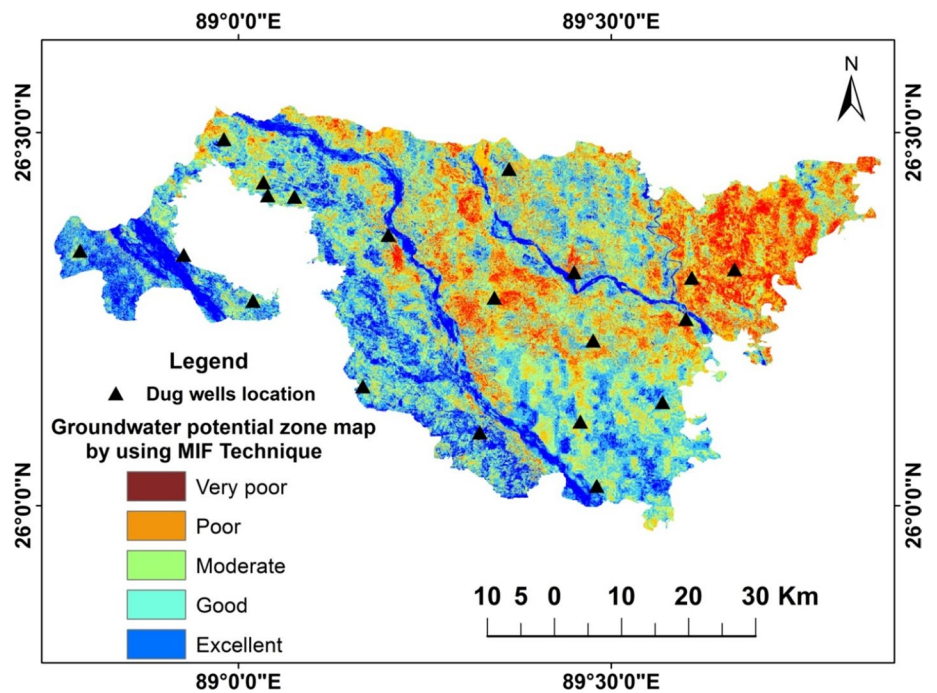 89°0'0"E 89°30'0"E
N
26°30'0"N 26°30'0"N
Legend
Dug wells location
Groundwater potential zone map
by using MIF Technique
Very poor
Poor
Moderate
Good
Excellent
26°0'0"N 26°0'0"N
10 5 0 10 20 30 Km
89°0'0"E 89°30'0"E